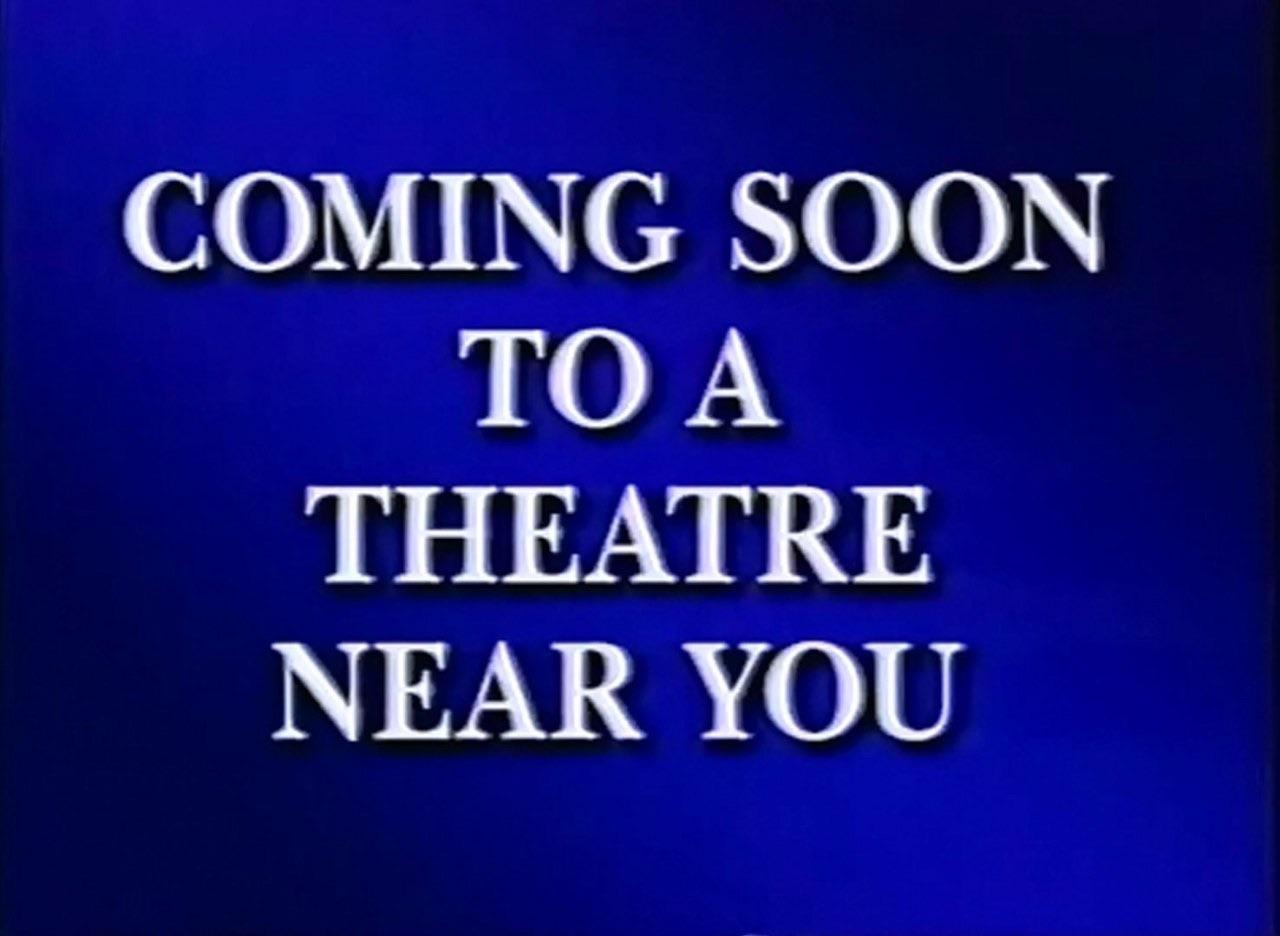 COMING SOON
TO A
THEATRE
NEAR YOU